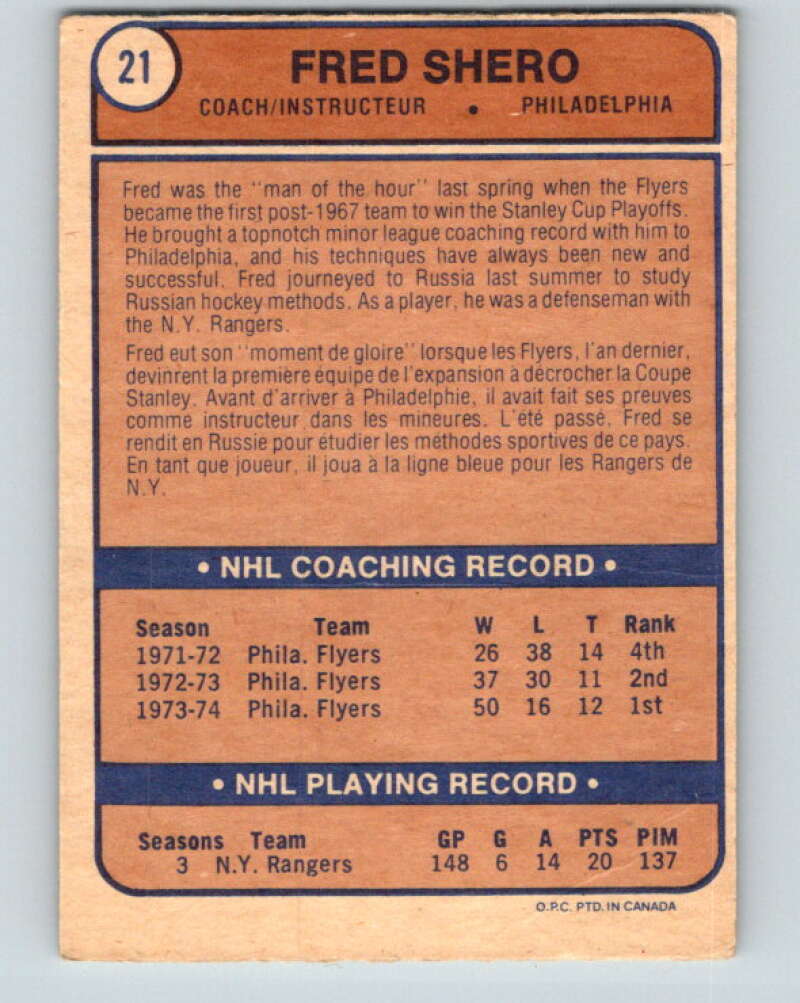 21
FRED SHERO
COACH/INSTRUCTEUR • PHILADELPHIA
Fred was the "man of the hour" last spring when the Flyers
became the first post-1967 team to win the Stanley Cup Playoffs.
He brought a topnotch minor league coaching record with him to
Philadelphia, and his techniques have always been new and
successful. Fred journeyed to Russia last summer to study
Russian hockey methods. As a player, he was a defenseman with
the N.Y. Rangers.
Fred eut son "moment de gloire" lorsque les Flyers, l'an dernier,
devinrent la première équipe de l'expansion à décrocher la Coupe
Stanley. Avant d'arriver à Philadelphie, il avait fait ses preuves
comme instructeur dans les mineures. L'été passé, Fred se
rendit en Russie pour étudier les méthodes sportives de ce pays.
En tant que joueur, il joua à la ligne bleue pour les Rangers de
N.Y.
• NHL COACHING RECORD •
Season Team W L T Rank
1971-72 Phila. Flyers 26 38 14 4th
1972-73 Phila. Flyers 37 30 11 2nd
1973-74 Phila. Flyers 50 16 12 1st
• NHL PLAYING RECORD •
Seasons Team GP G A PTS PIM
3 N.Y. Rangers 148 6 14 20 137
O.P.C. PTD. IN CANADA